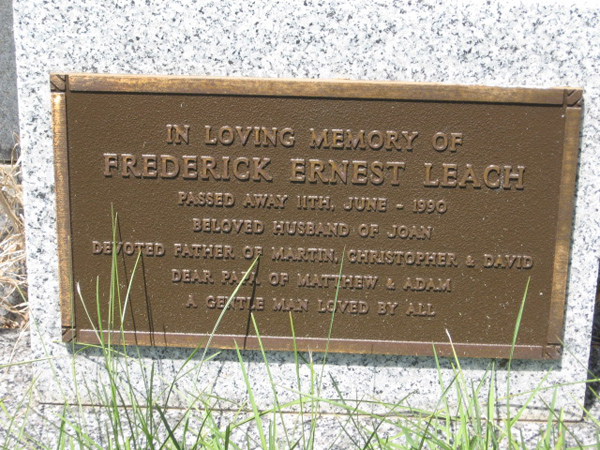 IN LOVING MEMORY OF
FREDERICK ERNEST LEACH
PASSED AWAY 11TH, JUNE - 1990
BELOVED HUSBAND OF JOAN
DEVOTED FATHER OF MARTIN, CHRISTOPHER & DAVID
DEAR PAPA OF MATTHEW & ADAM
A GENTLE MAN LOVED BY ALL